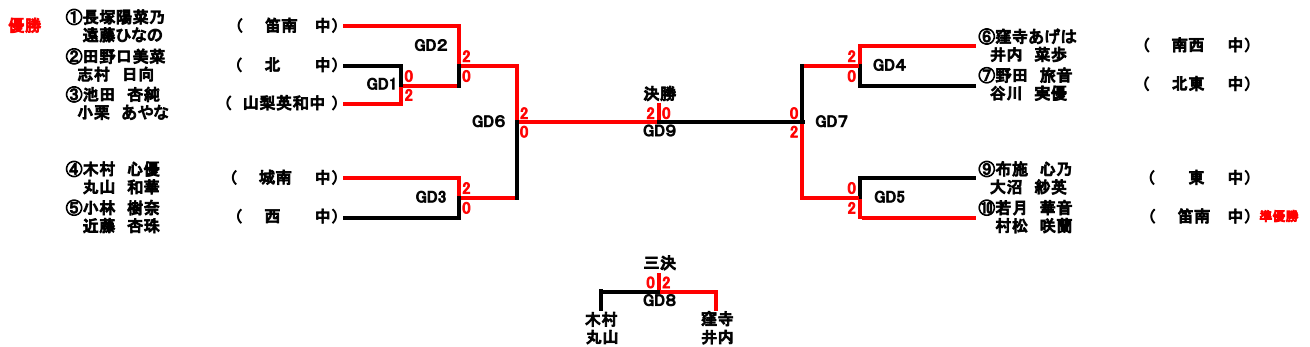 優勝
①長塚陽菜乃
遠藤ひなの
( 笛南 中)
②田野口美菜
志村 日向
( 北 中)
③池田 杏純
小栗 あやな
( 山梨英和中 )
④木村 心優
丸山 和華
( 城南 中)
⑤小林 樹奈
近藤 杏珠
( 西 中)
GD2
2
0
GD1
0
2
GD6
2
0
GD3
2
0
決勝
2 0
GD9
⑥窪寺あげは
井内 菜歩
( 南西 中)
⑦野田 旅音
谷川 実優
( 北東 中)
⑨布施 心乃
大沼 紗英
( 東 中)
⑩若月 華音
村松 咲蘭
( 笛南 中)
準優勝
2
0
GD4
0
2
GD7
0
2
GD5
三決
0 2
GD8
木村
丸山
窪寺
井内